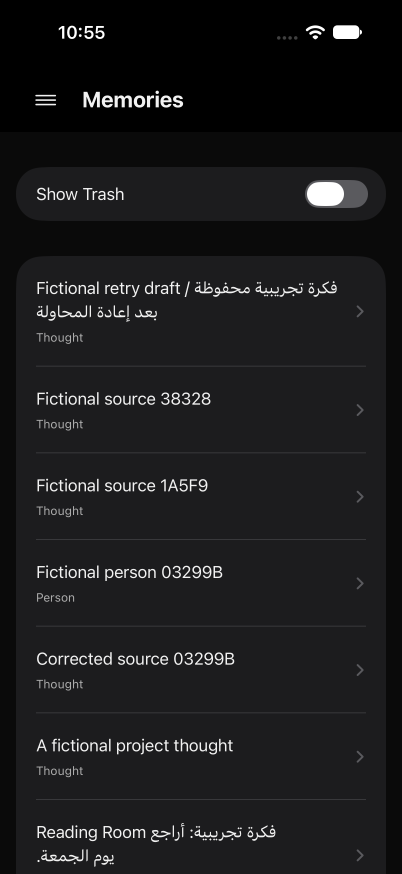 10:55
Memories
Show Trash
Fictional retry draft / فكرة تجريبية محفوظة
بعد إعادة المحاولة
Thought
Fictional source 38328
Thought
Fictional source 1A5F9
Thought
Fictional person 03299B
Person
Corrected source 03299B
Thought
A fictional project thought
Thought
Reading Room فكرة تجريبية: أراجع
يوم الجمعة.